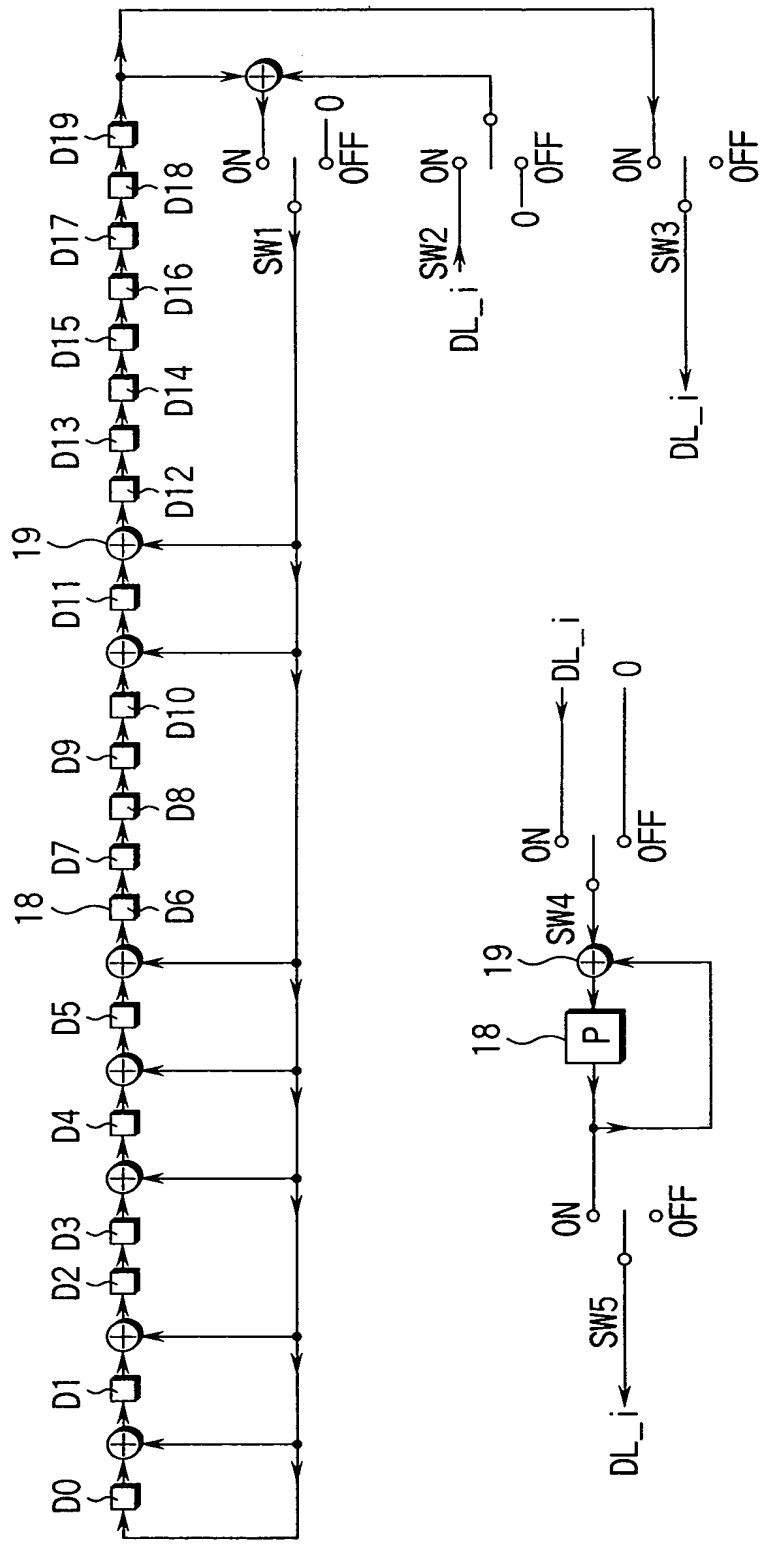 D0
D1
D2
D3
D4
D5
18
D6
D7
D8
D9
D10
D11
19
D12
D13
D14
D15
D16
D17
D18
D19
SW1
ON
OFF
0
DL_i
SW2
ON
0
OFF
DL_i
SW3
ON
OFF
DL_i
SW5
ON
OFF
18
P
19
SW4
ON
OFF
DL_i
0